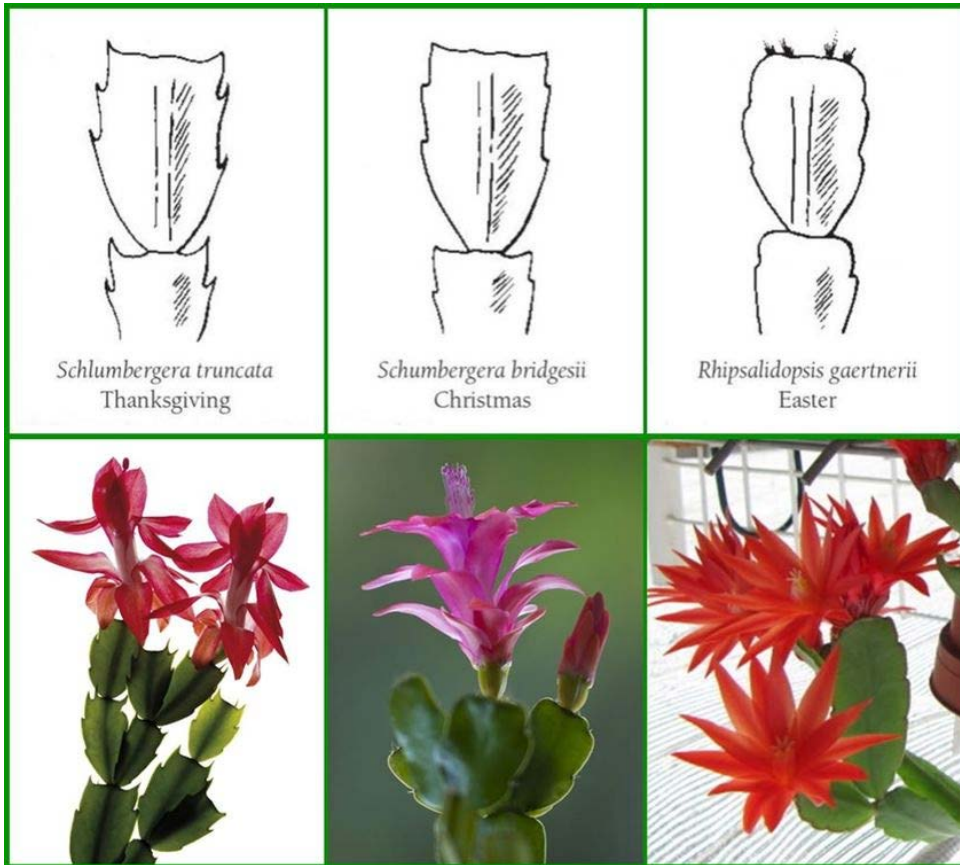 Schlumbergera truncata
Thanksgiving
Schumbergera bridgesii
Christmas
Rhipsalidopsis gaertnerii
Easter